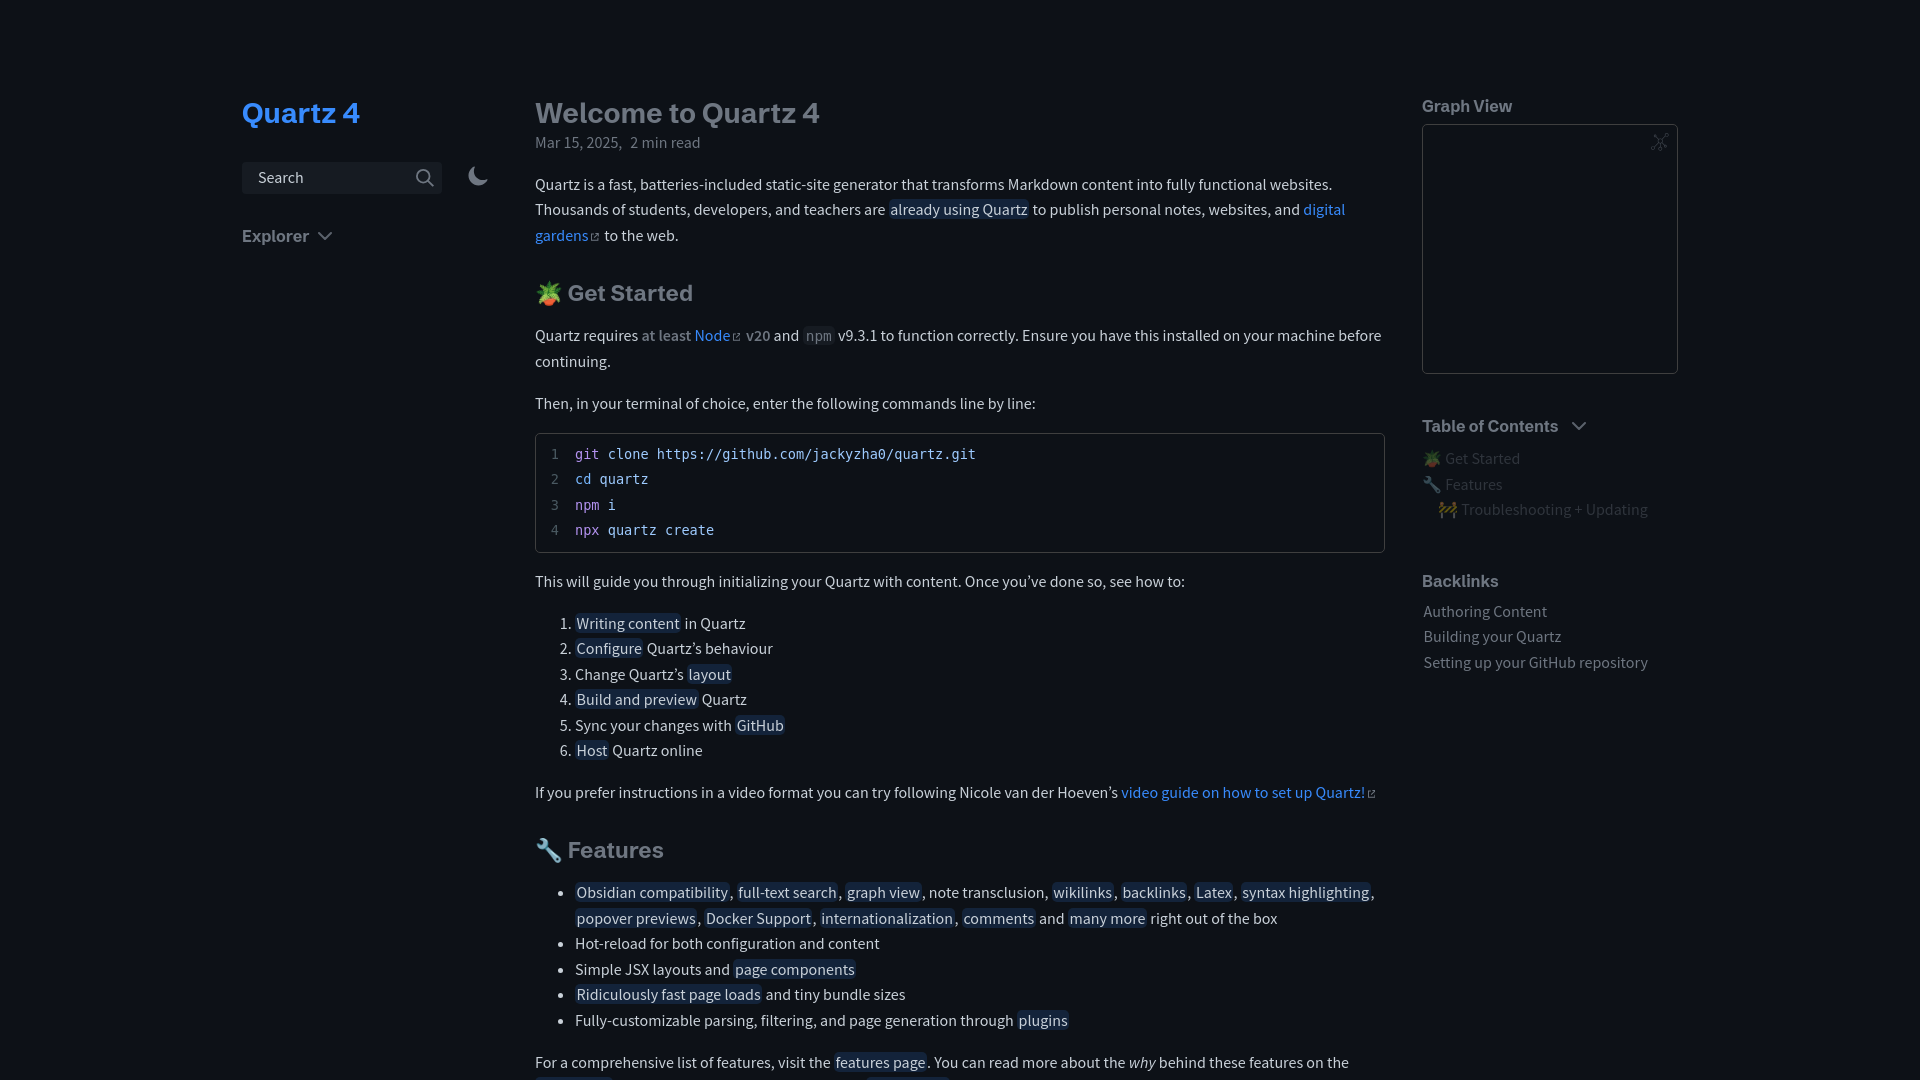 Quartz 4
Search
Explorer
Welcome to Quartz 4
Mar 15, 2025, 2 min read
Quartz is a fast, batteries-included static-site generator that transforms Markdown content into fully functional websites.
Thousands of students, developers, and teachers are already using Quartz to publish personal notes, websites, and digital
gardens to the web.
🪴 Get Started
Quartz requires at least Node v20 and npm v9.3.1 to function correctly. Ensure you have this installed on your machine before
continuing.
Then, in your terminal of choice, enter the following commands line by line:
1 git clone https://github.com/jackyzha0/quartz.git
2 cd quartz
3 npm i
4 npx quartz create
This will guide you through initializing your Quartz with content. Once you’ve done so, see how to:
1. Writing content in Quartz
2. Configure Quartz’s behaviour
3. Change Quartz’s layout
4. Build and preview Quartz
5. Sync your changes with GitHub
6. Host Quartz online
If you prefer instructions in a video format you can try following Nicole van der Hoeven’s video guide on how to set up Quartz!
🔧 Features
• Obsidian compatibility, full-text search, graph view, note transclusion, wikilinks, backlinks, Latex, syntax highlighting,
popover previews, Docker Support, internationalization, comments and many more right out of the box
• Hot-reload for both configuration and content
• Simple JSX layouts and page components
• Ridiculously fast page loads and tiny bundle sizes
• Fully-customizable parsing, filtering, and page generation through plugins
For a comprehensive list of features, visit the features page. You can read more about the why behind these features on the
Graph View
Table of Contents
🪴 Get Started
🔧 Features
🚧 Troubleshooting + Updating
Backlinks
Authoring Content
Building your Quartz
Setting up your GitHub repository